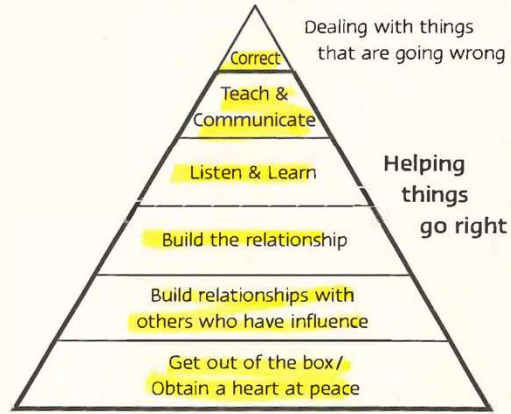 Dealing with things
that are going wrong
Correct
Teach &
Communicate
Listen & Learn
Helping
things
go right
Build the relationship
Build relationships with
others who have influence
Get out of the box/
Obtain a heart at peace